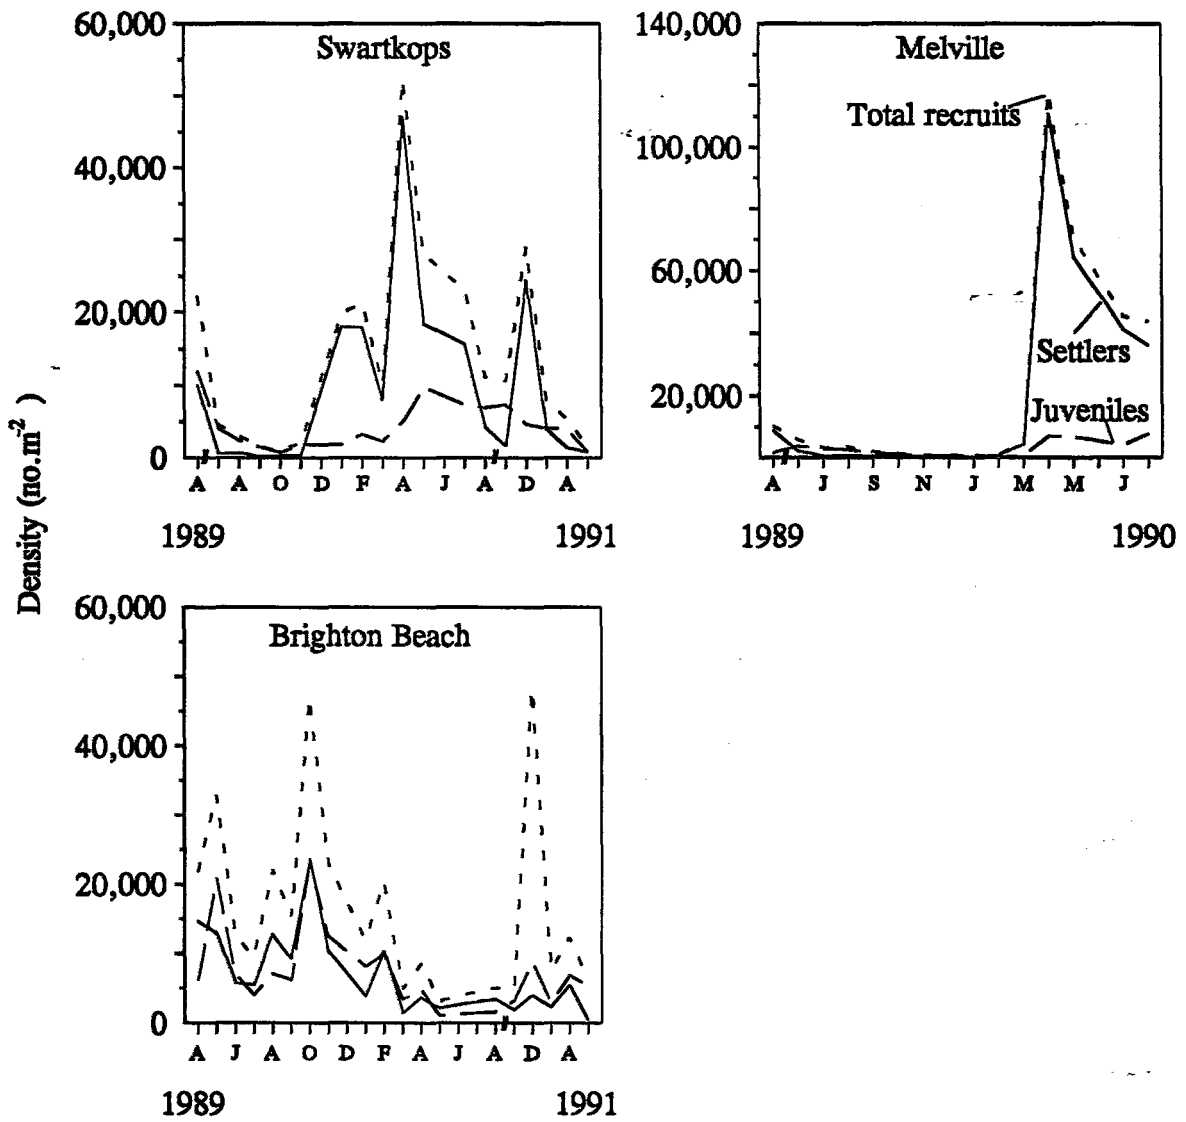 Density (no.m-2 )
Swartkops
60,000
40,000
20,000
0
A A O D F A J A D A
1989 1991
Melville
140,000
100,000
60,000
20,000
Total recruits
Settlers
Juveniles
A J S N J M M J
1989 1990
Brighton Beach
60,000
40,000
20,000
0
A J A O D F A J A D A
1989 1991